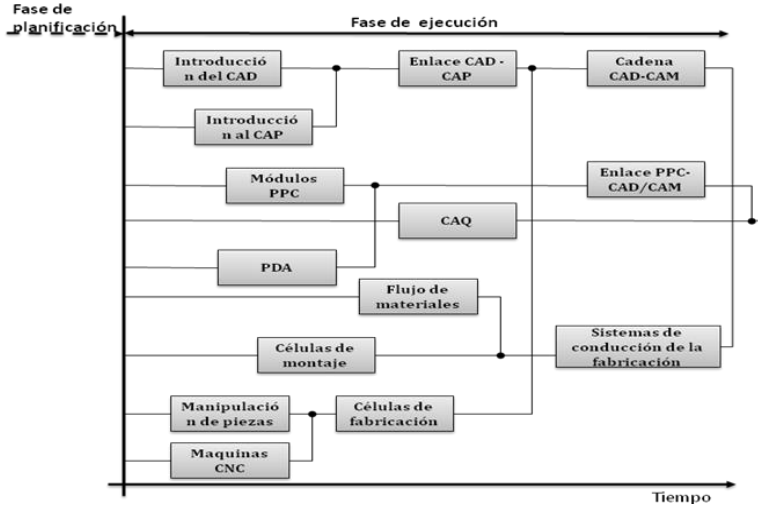 Fase de
planificación
Fase de ejecución
Introducció
n del CAD
Enlace CAD -
CAP
Cadena
CAD-CAM
Introducció
n al CAP
Módulos
PPC
Enlace PPC-
CAD/CAM
CAQ
PDA
Flujo de
materiales
Células de
montaje
Sistemas de
conducción de la
fabricación
Manipulació
n de piezas
Células de
fabricación
Maquinas
CNC
Tiempo